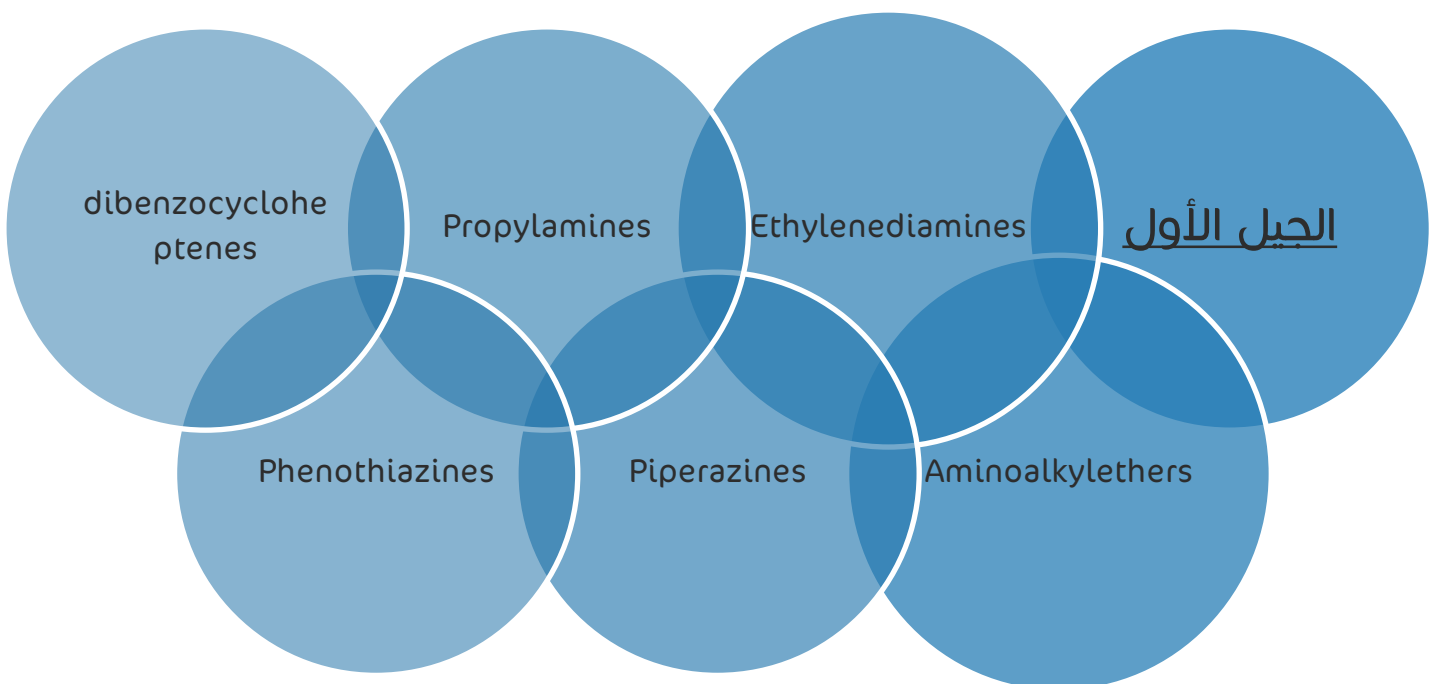 الجيل الأول
Ethylenediamines
Propylamines
dibenzocyclohe
ptenes
Aminoalkylethers
Piperazines
Phenothiazines